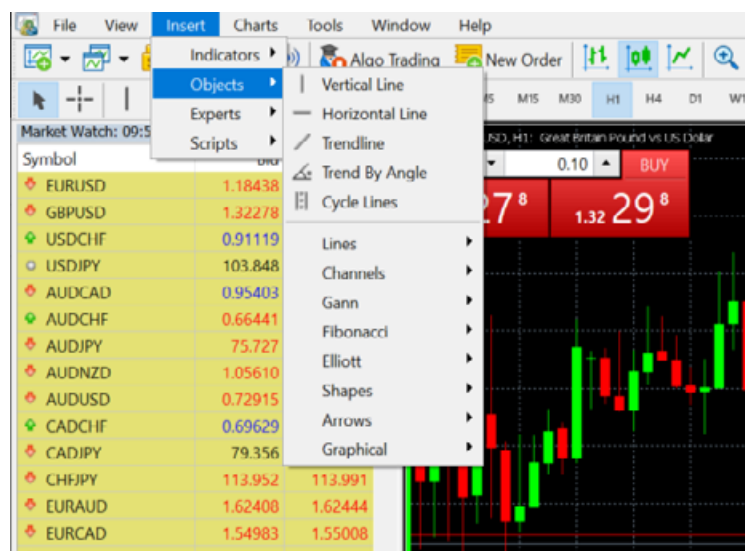 File View Insert Charts Tools Window Help
Indicators
Algo Trading New Order
Objects
Vertical Line
Experts
Horizontal Line
M15 M30 H1 H4 D1 W1
Scripts
Trendline
Trend By Angle
Cycle Lines
Lines
Channels
Gann
Fibonacci
Elliott
Shapes
Arrows
Graphical
Market Watch: 09:5
Symbol
EURUSD 1.18438
GBPUSD 1.32278
USDCHF 0.91119
USDJPY 103.848
AUDCAD 0.95403
AUDCHF 0.66441
AUDJPY 75.727
AUDNZD 1.05610
AUDUSD 0.72915
CADCHF 0.69629
CADJPY 79.356
CHFJPY 113.952 113.991
EURAUD 1.62408 1.62444
EURCAD 1.54983 1.55008
USD, H1: Great Britain Pound vs US Dollar
0.10 BUY
27 8 1.32 29 8